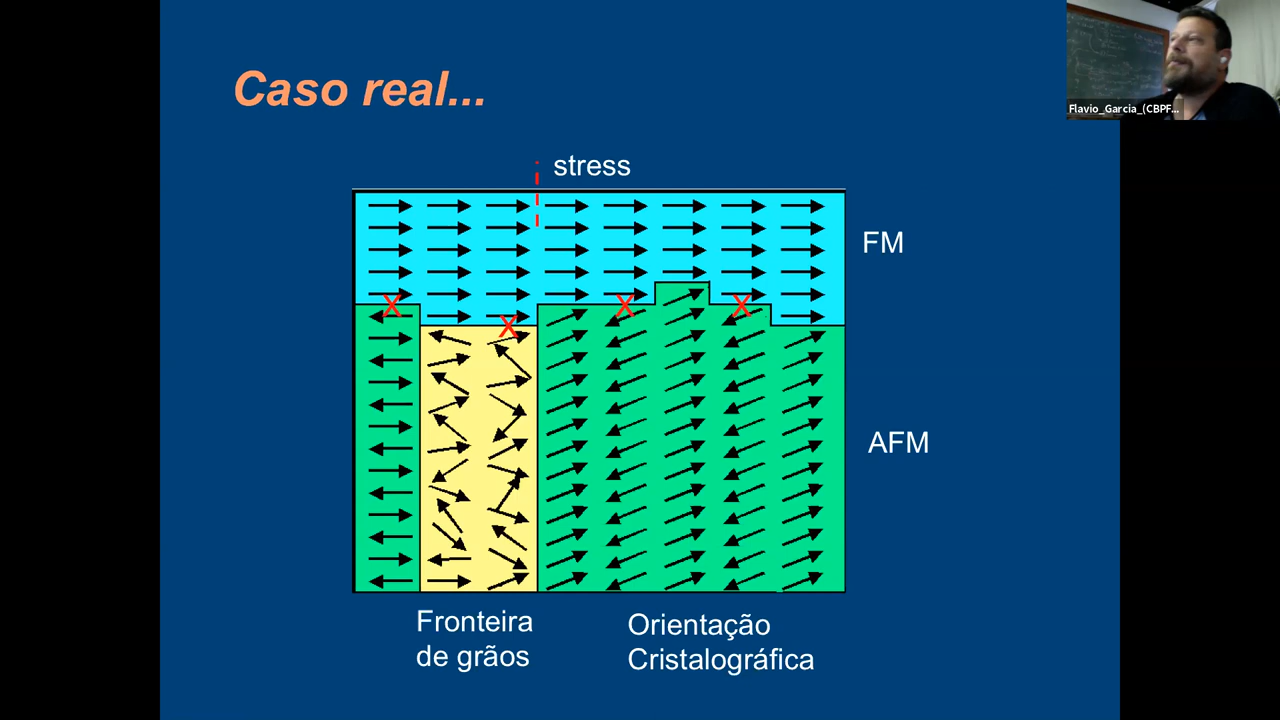 Caso real...
Flavio_Garcia_(CBPF...
stress
FM
X
X
X
X
AFM
Fronteira
de grãos
Orientação
Cristalográfica